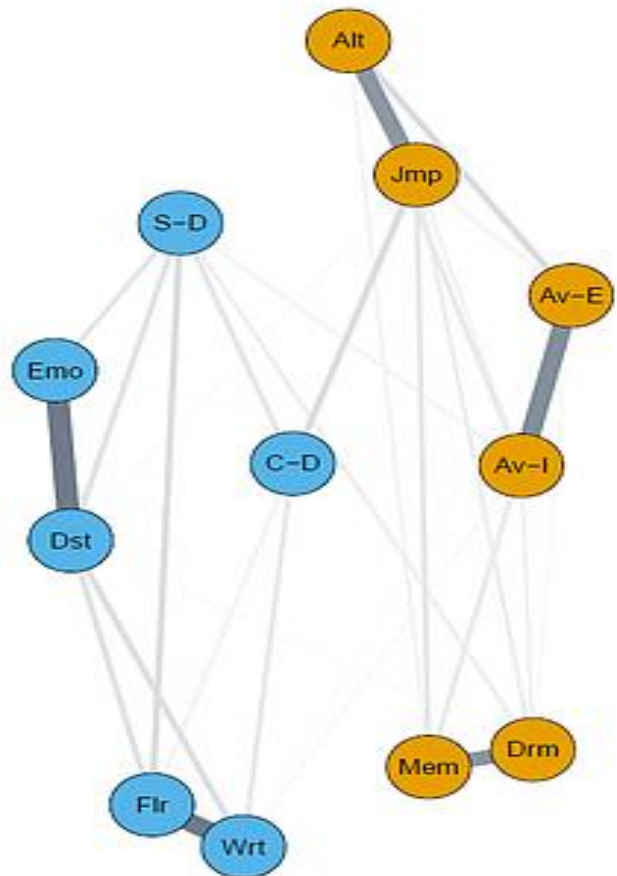 Alt
Jmp
S-D
Av-E
Emo
C-D
Av-I
Dst
Mem
Drm
Flr
Wrt